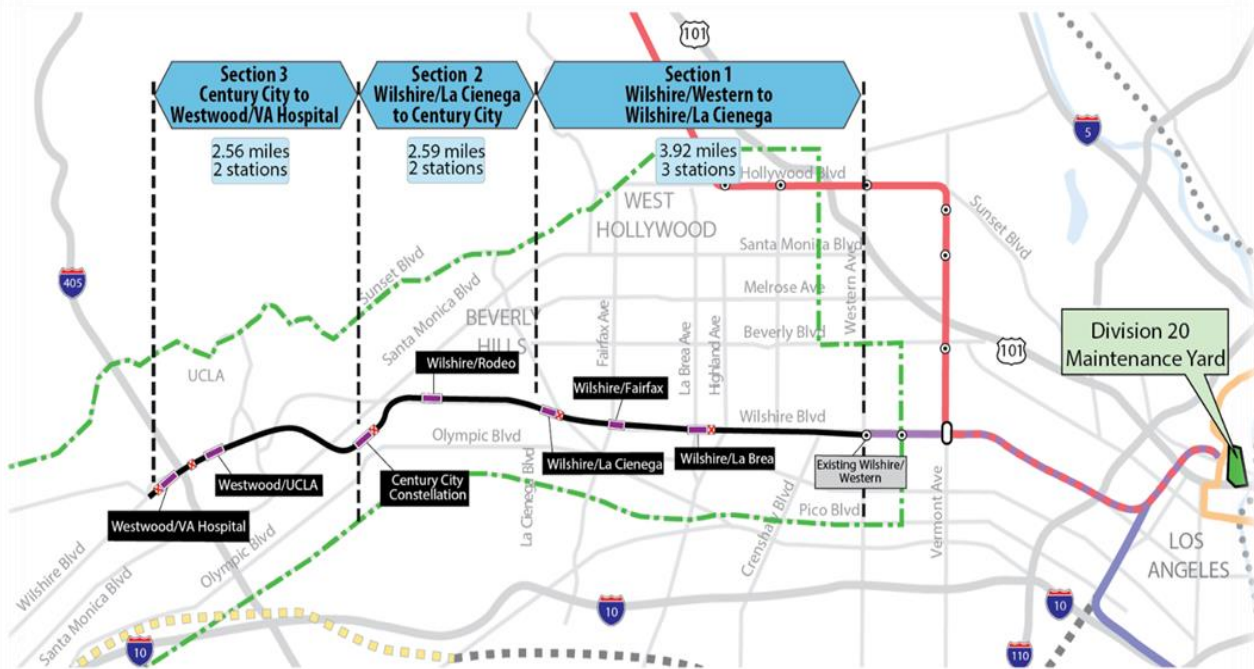 101
Section 3
Century City to
Westwood/VA Hospital
Section 2
Wilshire/La Cienega
to Century City
Section 1
Wilshire/Western to
Wilshire/La Cienega
2.56 miles
2 stations
2.59 miles
2 stations
3.92 miles
3 stations
5
Hollywood Blvd
WEST
HOLLYWOOD
Sunset Blvd
Sunset Blvd
Santa Monica Blvd
Western Ave
405
Santa Monica Blvd
Melrose Ave
BEVERLY
HILLS
Fairfax Ave
La Brea Ave
Highland Ave
Beverly Blvd
101
Division 20
Maintenance Yard
UCLA
Wilshire/Rodeo
Wilshire/Fairfax
Wilshire Blvd
Olympic Blvd
Wilshire/La Cienega
Wilshire/La Brea
Existing Wilshire/
Western
Westwood/UCLA
Century City
Constellation
La Cienega Blvd
Crenshaw Blvd
Pico Blvd
Vermont Ave
Westwood/VA Hospital
Olympic Blvd
Wilshire Blvd
Santa Monica Blvd
LOS
ANGELES
10
10
10
110